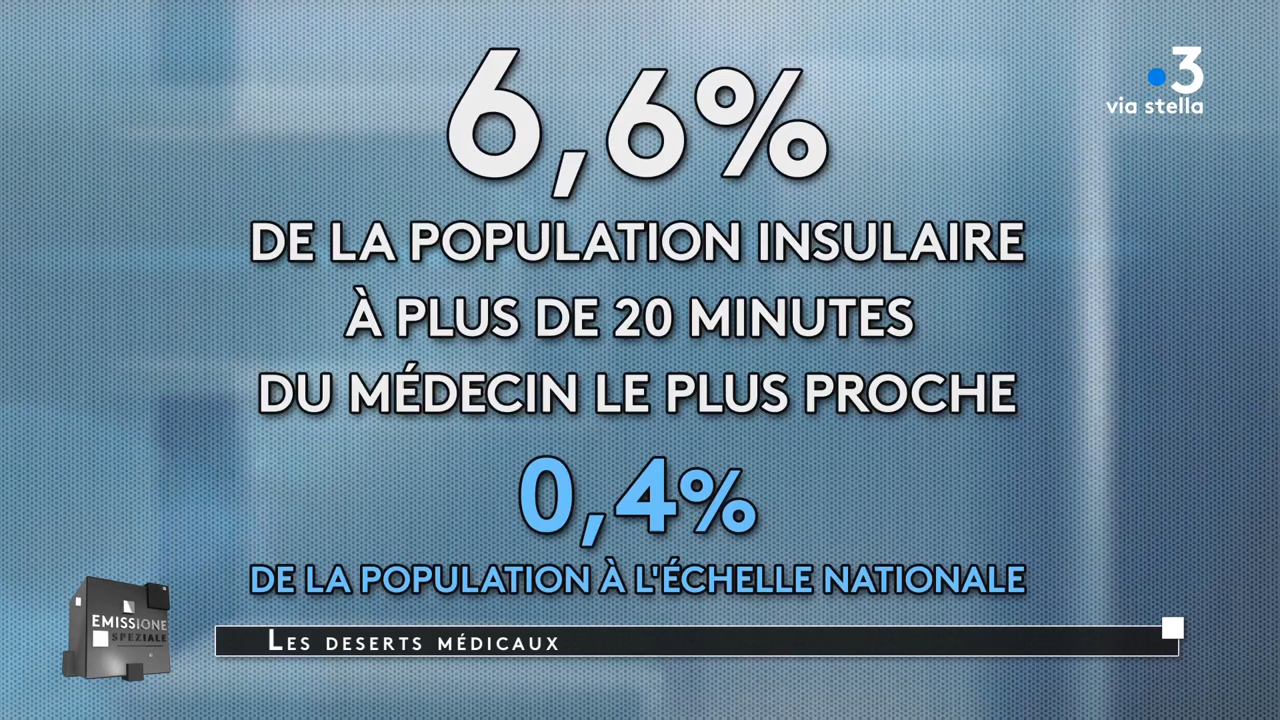 6,6%
DE LA POPULATION INSULAIRE
À PLUS DE 20 MINUTES
DU MÉDECIN LE PLUS PROCHE
0,4%
DE LA POPULATION À L'ÉCHELLE NATIONALE
3
via stella
EMISSIONE
SPEZIALE
LES DESERTS MÉDICAUX